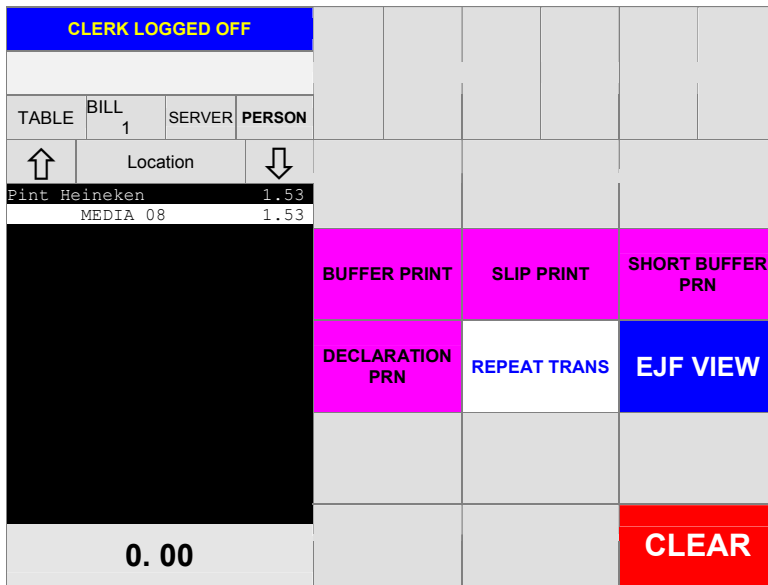 CLERK LOGGED OFF
TABLE BILL 1 SERVER PERSON
Location
Pint Heineken 1.53
MEDIA 08 1.53
BUFFER PRINT SLIP PRINT SHORT BUFFER PRN
DECLARATION PRN REPEAT TRANS EJF VIEW
0. 00
CLEAR